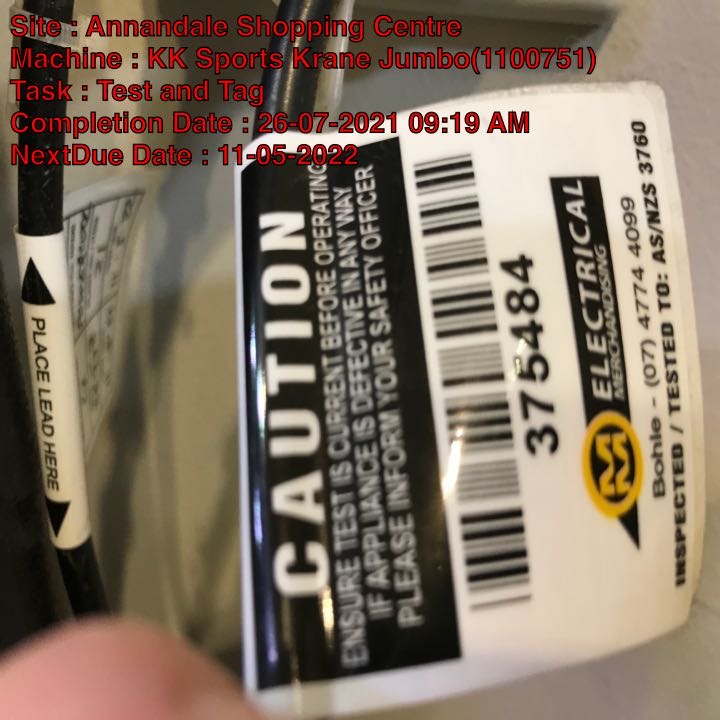 Site : Annandale Shopping Centre
Machine : KK Sports Krane Jumbo(1100751)
Task : Test and Tag
Completion Date : 26-07-2021 09:19 AM
NextDue Date : 11-05-2022
PLACE LEAD HERE
CAUTION
ENSURE TEST IS CURRENT BEFORE OPERATING
IF APPLIANCE IS DEFECTIVE IN ANY WAY
PLEASE INFORM YOUR SAFETY OFFICER
375484
MM ELECTRICAL
MERCHANDISING
Bohle - (07) 4774 4099
INSPECTED / TESTED TO: AS/NZS 3760